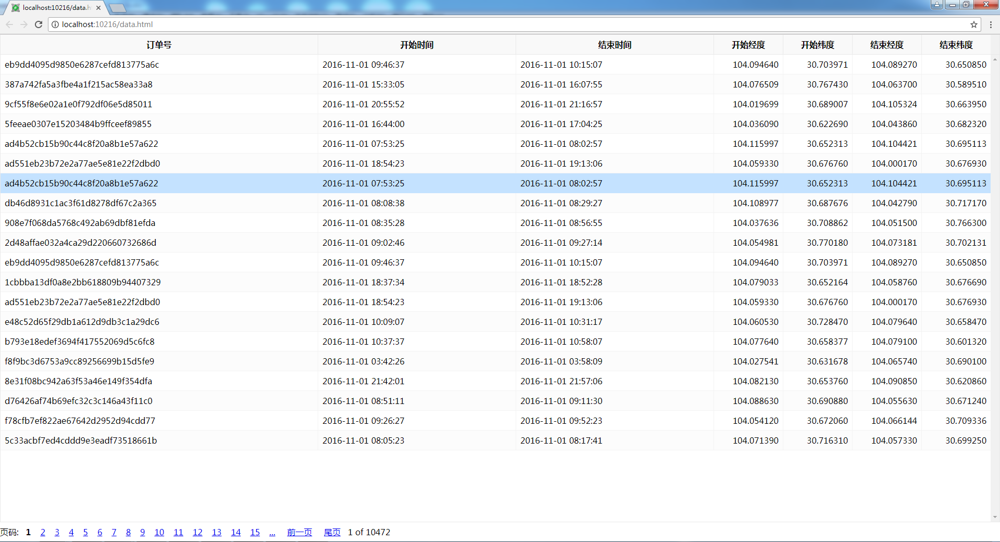 localhost:10216/data.h
localhost:10216/data.html
订单号 开始时间 结束时间 开始经度 开始纬度 结束经度 结束纬度
eb9dd4095d9850e6287cefd813775a6c 2016-11-01 09:46:37 2016-11-01 10:15:07 104.094640 30.703971 104.089270 30.650850
387a742fa5a3fbe4a1f215ac58ea33a8 2016-11-01 15:33:05 2016-11-01 16:07:55 104.076509 30.767430 104.063700 30.589510
9cf55f8e6e02a1e0f792df06e5d85011 2016-11-01 20:55:52 2016-11-01 21:16:57 104.019699 30.689007 104.105324 30.663950
5feeae0307e15203484b9ffceef89855 2016-11-01 16:44:00 2016-11-01 17:04:25 104.036090 30.622690 104.043860 30.682320
ad4b52cb15b90c44c8f20a8b1e57a622 2016-11-01 07:53:25 2016-11-01 08:02:57 104.115997 30.652313 104.104421 30.695113
ad551eb23b72e2a77ae5e81e22f2dbd0 2016-11-01 18:54:23 2016-11-01 19:13:06 104.059330 30.676760 104.000170 30.676930
ad4b52cb15b90c44c8f20a8b1e57a622 2016-11-01 07:53:25 2016-11-01 08:02:57 104.115997 30.652313 104.104421 30.695113
db46d8931c1ac3f61d8278df67c2a365 2016-11-01 08:08:38 2016-11-01 08:29:27 104.108977 30.687676 104.042790 30.717170
908e7f068da5768c492ab69dbf81efda 2016-11-01 08:35:28 2016-11-01 08:56:55 104.037636 30.708862 104.051500 30.766300
2d48affae032a4ca29d220660732686d 2016-11-01 09:02:46 2016-11-01 09:27:14 104.054981 30.770180 104.073181 30.702131
eb9dd4095d9850e6287cefd813775a6c 2016-11-01 09:46:37 2016-11-01 10:15:07 104.094640 30.703971 104.089270 30.650850
1cbbba13df0a8e2bb618809b94407329 2016-11-01 18:37:34 2016-11-01 18:52:28 104.079033 30.652164 104.058760 30.676690
ad551eb23b72e2a77ae5e81e22f2dbd0 2016-11-01 18:54:23 2016-11-01 19:13:06 104.059330 30.676760 104.000170 30.676930
e48c52d65f29db1a612d9db3c1a29dc6 2016-11-01 10:09:07 2016-11-01 10:31:17 104.060530 30.728470 104.079640 30.658470
b793e18edef3694f417552069d5c6fc8 2016-11-01 10:37:37 2016-11-01 10:58:07 104.077640 30.658377 104.079100 30.601320
f8f9bc3d6753a9cc89256699b15d5fe9 2016-11-01 03:42:26 2016-11-01 03:58:09 104.027541 30.631678 104.065740 30.690100
8e31f08bc942a63f53a46e149f354dfa 2016-11-01 21:42:01 2016-11-01 21:57:06 104.082130 30.653760 104.090850 30.620860
d76426af74b69efc32c3c146a43f11c0 2016-11-01 08:51:11 2016-11-01 09:11:30 104.088630 30.690880 104.055630 30.671240
f78cfb7ef822ae67642d2952d94cdd77 2016-11-01 09:26:27 2016-11-01 09:52:23 104.054120 30.672060 104.066144 30.709336
5c33acbf7ed4cddd9e3eadf73518661b 2016-11-01 08:05:23 2016-11-01 08:17:41 104.071390 30.716310 104.057330 30.699250
页码: 1 2 3 4 5 6 7 8 9 10 11 12 13 14 15 ... 前一页 尾页 1 of 10472